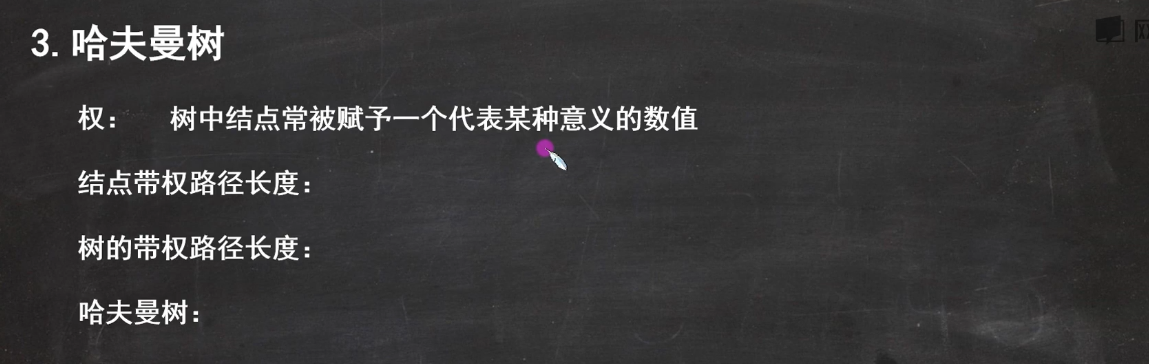 3.哈夫曼树
权： 树中结点常被赋予一个代表某种意义的数值
结点带权路径长度：
树的带权路径长度：
哈夫曼树：